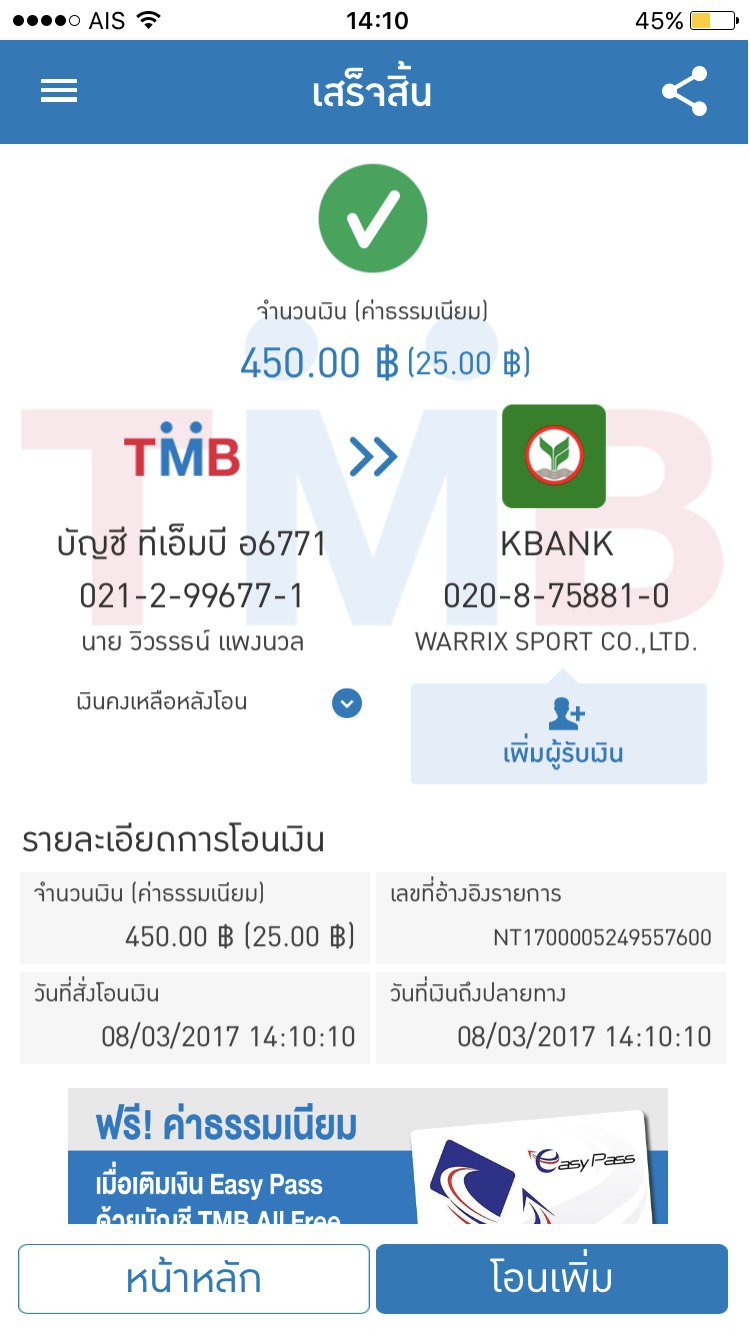 AIS 14:10 45%
เสร็จสิ้น
จำนวนเงิน (ค่าธรรมเนียม)
450.00 ฿ (25.00 ฿)
TMB
TMB
บัญชี ทีเอ็มบี อ6771
021-2-99677-1
นาย วิวรรธน์ แพงนวล
เงินคงเหลือหลังโอน
KBANK
020-8-75881-0
WARRIX SPORT CO.,LTD.
เพิ่มผู้รับเงิน
รายละเอียดการโอนเงิน
จำนวนเงิน (ค่าธรรมเนียม)
450.00 ฿ (25.00 ฿)
เลขที่อ้างอิงรายการ
NT1700005249557600
วันที่สั่งโอนเงิน
08/03/2017 14:10:10
วันที่เงินถึงปลายทาง
08/03/2017 14:10:10
ฟรี! ค่าธรรมเนียม
เมื่อเติมเงิน Easy Pass
ด้วยบัญชี TMB All Free
Easy Pass
หน้าหลัก
โอนเพิ่ม